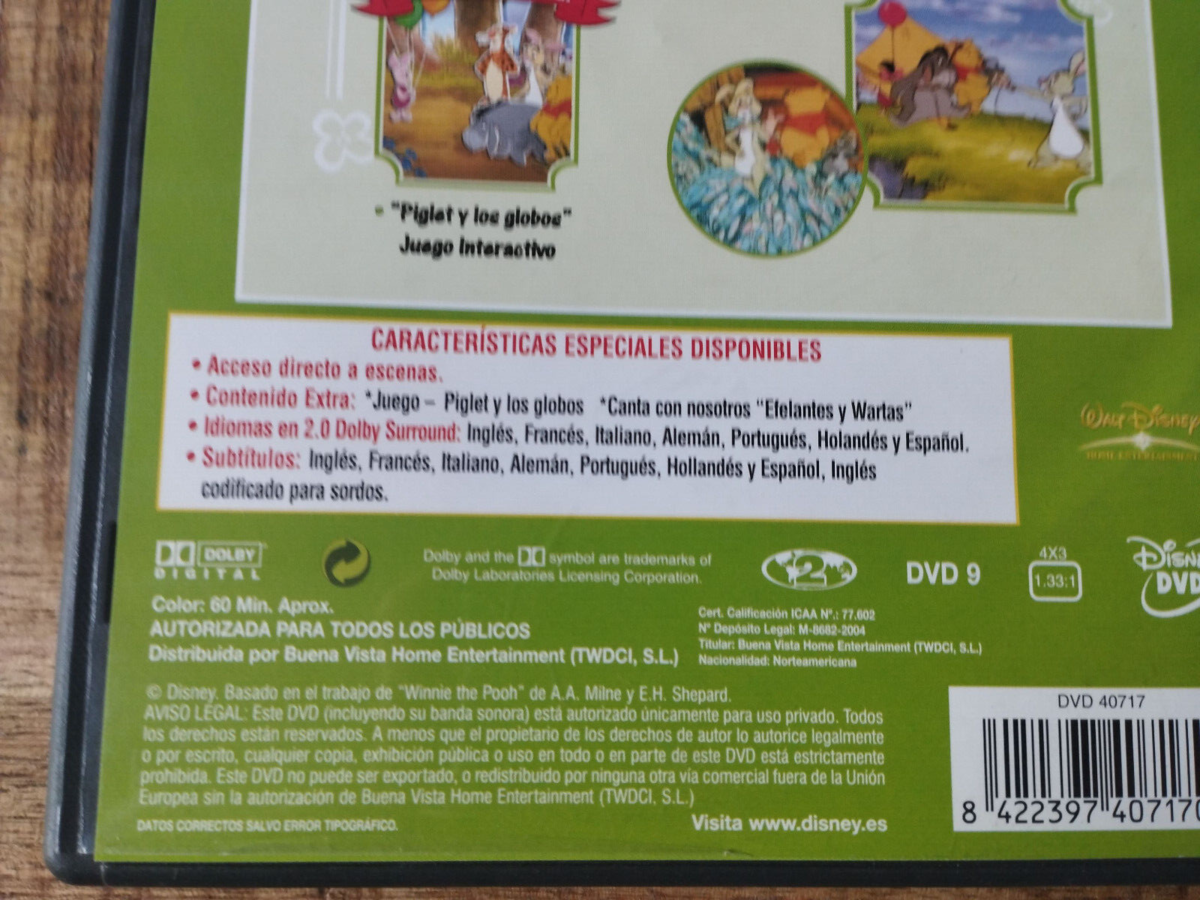 "Piglet y los globos"
Juego Interactivo
CARACTERÍSTICAS ESPECIALES DISPONIBLES
• Acceso directo a escenas.
• Contenido Extra: *Juego – Piglet y los globos *Canta con nosotros "Efelantes y Wartas"
• Idiomas en 2.0 Dolby Surround: Inglés, Francés, Italiano, Alemán, Portugués, Holandés y Español.
• Subtítulos: Inglés, Francés, Italiano, Alemán, Portugués, Hollandés y Español, Inglés
codificado para sordos.
WALT DISNEY
HOME ENTERTAINMENT
DOLBY
DIGITAL
Dolby and the DD symbol are trademarks of
Dolby Laboratories Licensing Corporation.
2
DVD 9
4X3
1.33:1
DISNEY
DVD
Color: 60 Min. Aprox.
AUTORIZADA PARA TODOS LOS PÚBLICOS
Distribuida por Buena Vista Home Entertainment (TWDCI, S.L.)
Cert. Calificación ICAA Nº.: 77.602
Nº Depósito Legal: M-8682-2004
Titular: Buena Vista Home Entertainment (TWDCI, S.L.)
Nacionalidad: Norteamericana
© Disney. Basado en el trabajo de "Winnie the Pooh" de A.A. Milne y E.H. Shepard.
AVISO LEGAL: Este DVD (incluyendo su banda sonora) está autorizado únicamente para uso privado. Todos
los derechos están reservados. A menos que el propietario de los derechos de autor lo autorice legalmente
o por escrito, cualquier copia, exhibición pública o uso en todo o en parte de este DVD está estrictamente
prohibida. Este DVD no puede ser exportado, o redistribuido por ninguna otra vía comercial fuera de la Unión
Europea sin la autorización de Buena Vista Home Entertainment (TWDCI, S.L.)
DATOS CORRECTOS SALVO ERROR TIPOGRÁFICO.
Visita www.disney.es
DVD 40717
8 422397 407170